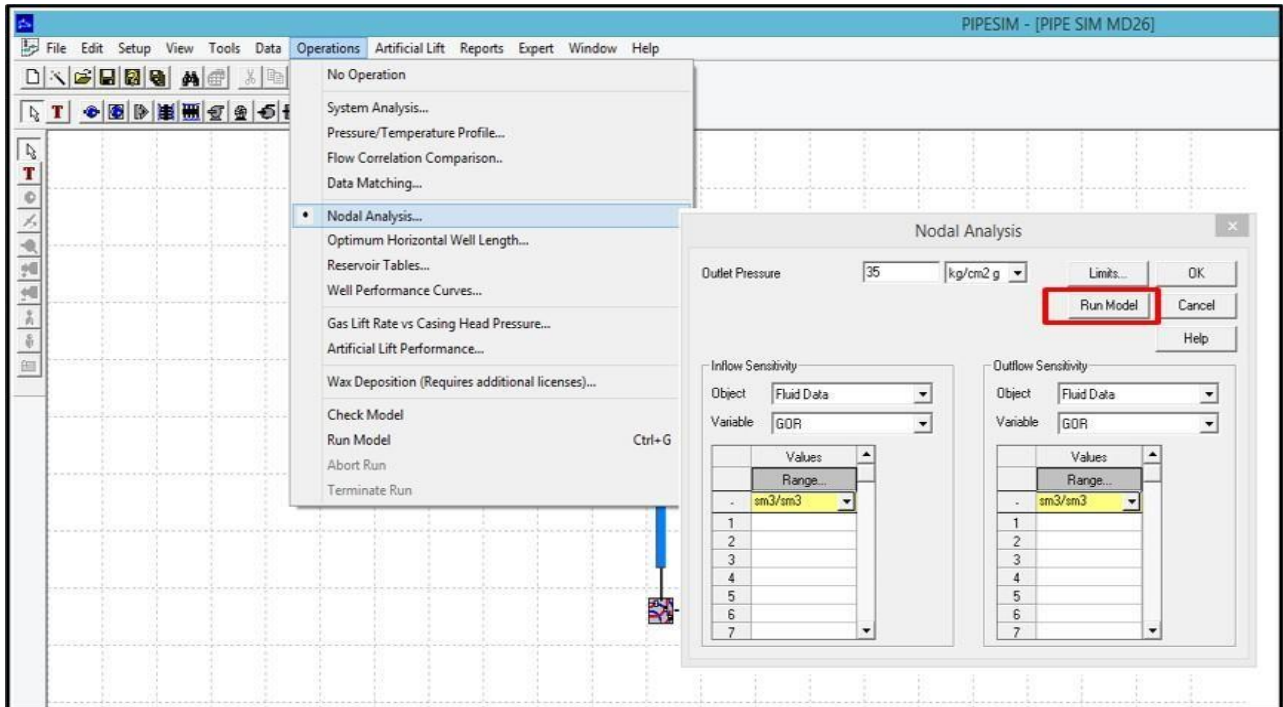 PIPESIM - [PIPE SIM MD26]
File Edit Setup View Tools Data Operations Artificial Lift Reports Expert Window Help
No Operation
System Analysis...
Pressure/Temperature Profile...
Flow Correlation Comparison..
Data Matching...
Nodal Analysis...
Optimum Horizontal Well Length...
Reservoir Tables...
Well Performance Curves...
Gas Lift Rate vs Casing Head Pressure...
Artificial Lift Performance...
Wax Deposition (Requires additional licenses)...
Check Model
Run Model Ctrl+G
Abort Run
Terminate Run
T
T
Nodal Analysis
Outlet Pressure 35 kg/cm2 g Limits... OK
Run Model Cancel
Help
Inflow Sensitivity
Object Fluid Data
Variable GOR
Values
Range...
. sm3/sm3
1
2
3
4
5
6
7
Outflow Sensitivity
Object Fluid Data
Variable GOR
Values
Range...
. sm3/sm3
1
2
3
4
5
6
7